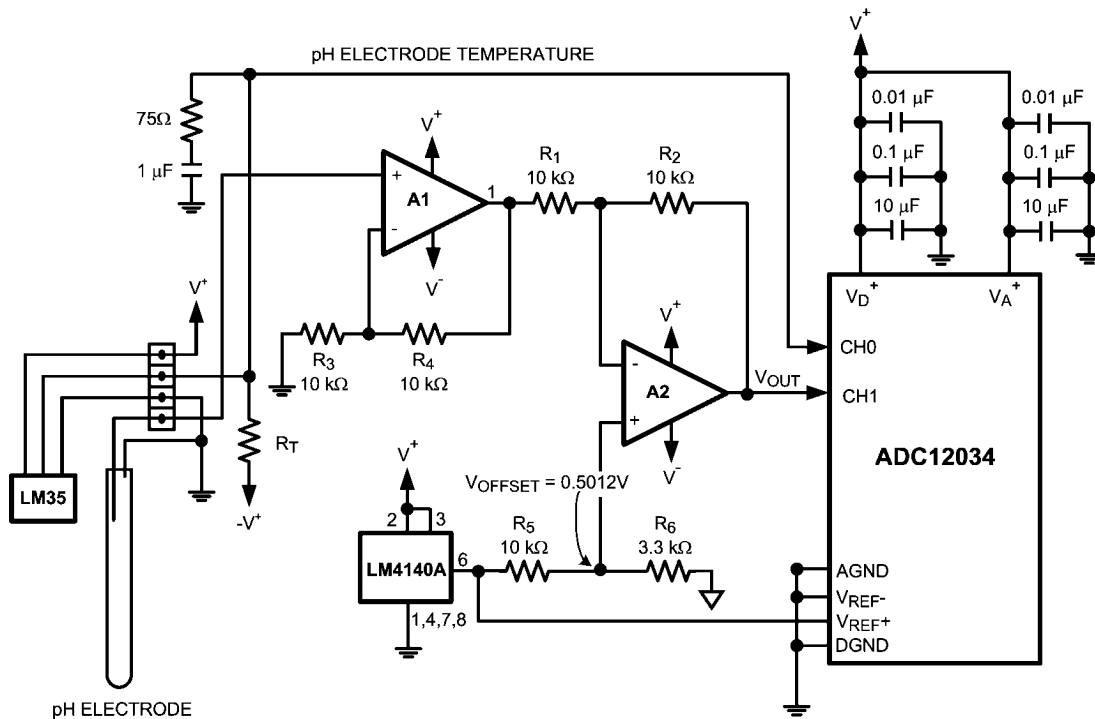 V+
pH ELECTRODE TEMPERATURE
75Ω
1 μF
V+
+
A1
-
1
V-
R1
10 kΩ
R2
10 kΩ
0.01 μF
0.1 μF
10 μF
0.01 μF
0.1 μF
10 μF
VD+
VA+
V+
R3
10 kΩ
R4
10 kΩ
V+
-
A2
+
V-
VOUT
CH0
CH1
ADC12034
RT
-V+
LM35
V+
VOFFSET = 0.5012V
2
3
LM4140A
6
1,4,7,8
R5
10 kΩ
R6
3.3 kΩ
AGND
VREF-
VREF+
DGND
pH ELECTRODE